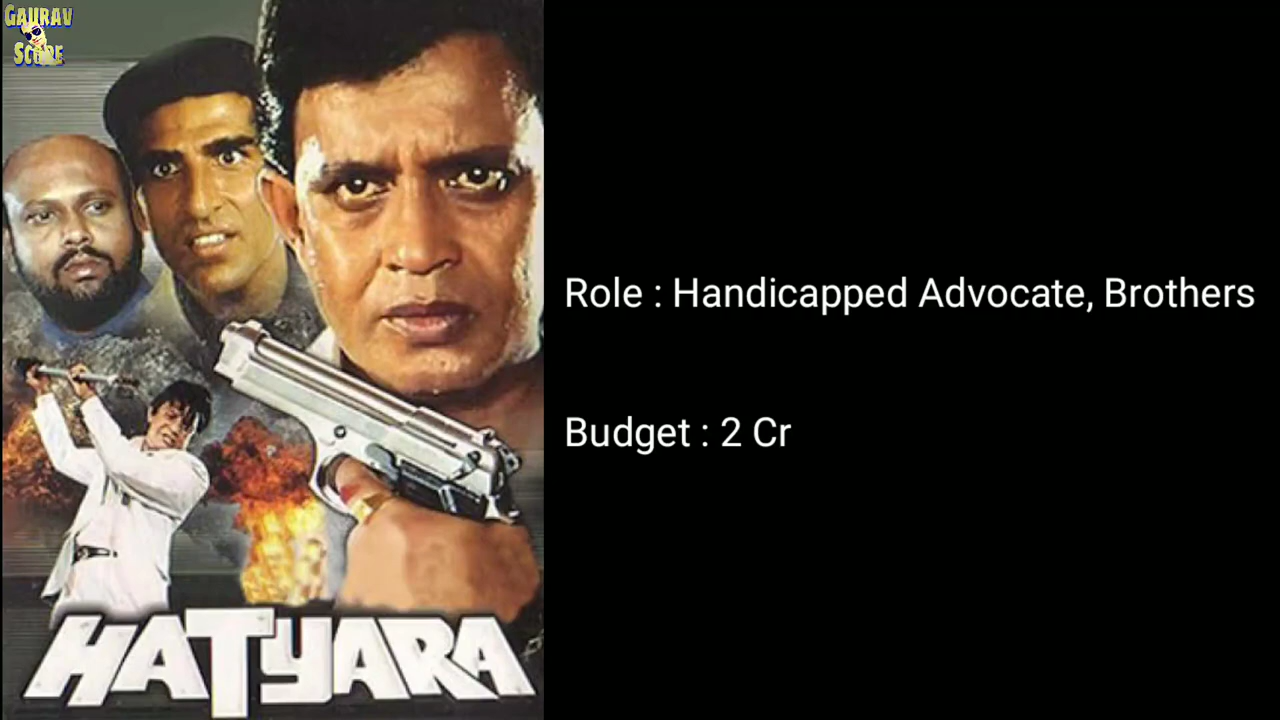 GAURAV
SCORE
Role : Handicapped Advocate, Brothers
Budget : 2 Cr
HATYARA